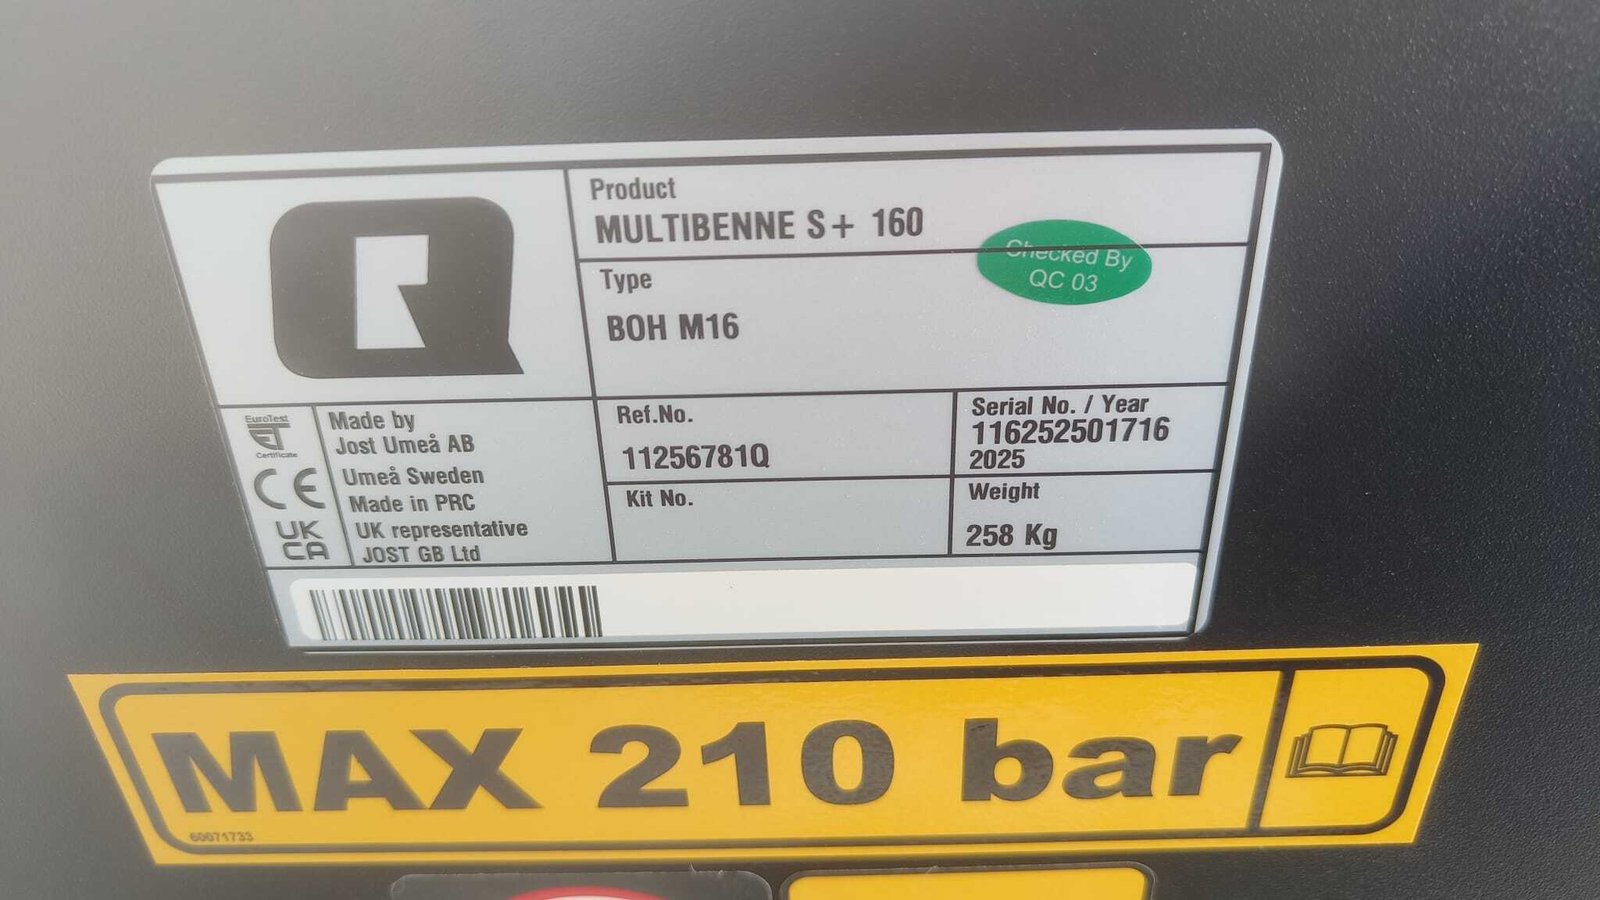 Product
MULTIBENNE S+ 160
Checked By
QC 03
Type
BOH M16
EuroTest
ET
Certificate
CE
UK
CA
Made by
Jost Umeå AB
Umeå Sweden
Made in PRC
UK representative
JOST GB Ltd
Ref.No.
11256781Q
Serial No. / Year
116252501716
2025
Kit No.
Weight
258 Kg
MAX 210 bar
60071733